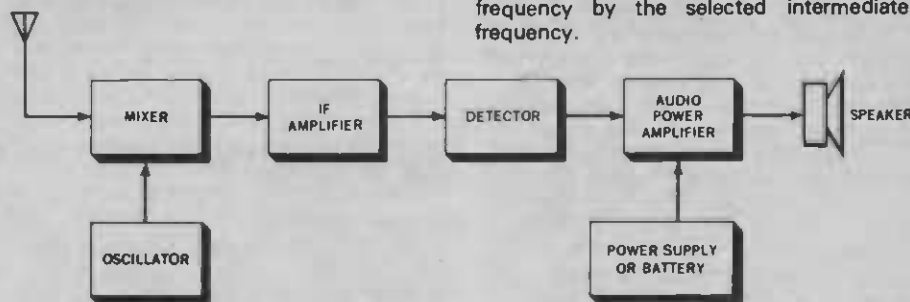 frequency by the selected intermediate
frequency.
MIXER
IF
AMPLIFIER
DETECTOR
AUDIO
POWER
AMPLIFIER
SPEAKER
OSCILLATOR
POWER SUPPLY
OR BATTERY